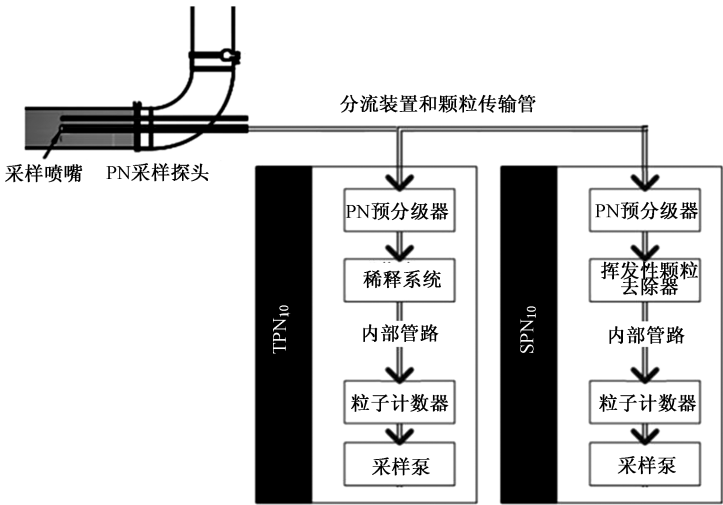 分流装置和颗粒传输管
采样喷嘴
PN采样探头
TPN10
PN预分级器
稀释系统
内部管路
粒子计数器
采样泵
SPN10
PN预分级器
挥发性颗粒
去除器
内部管路
粒子计数器
采样泵